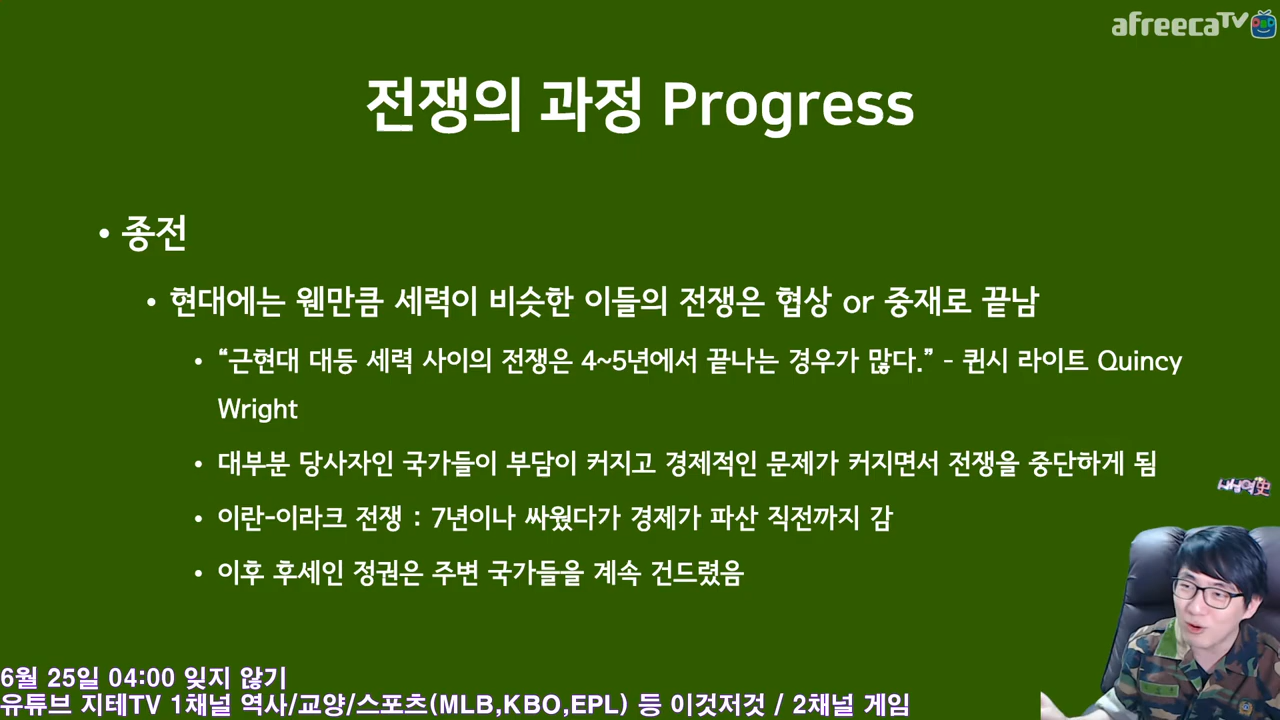 afreecaTV
전쟁의 과정 Progress
• 종전
• 현대에는 웬만큼 세력이 비슷한 이들의 전쟁은 협상 or 중재로 끝남
• “근현대 대등 세력 사이의 전쟁은 4~5년에서 끝나는 경우가 많다.” - 퀸시 라이트 Quincy
Wright
• 대부분 당사자인 국가들이 부담이 커지고 경제적인 문제가 커지면서 전쟁을 중단하게 됨
• 이란-이라크 전쟁 : 7년이나 싸웠다가 경제가 파산 직전까지 감
• 이후 후세인 정권은 주변 국가들을 계속 건드렸음
6월 25일 04:00 잊지 않기
유튜브 지테TV 1채널 역사/교양/스포츠(MLB,KBO,EPL) 등 이것저것 / 2채널 게임